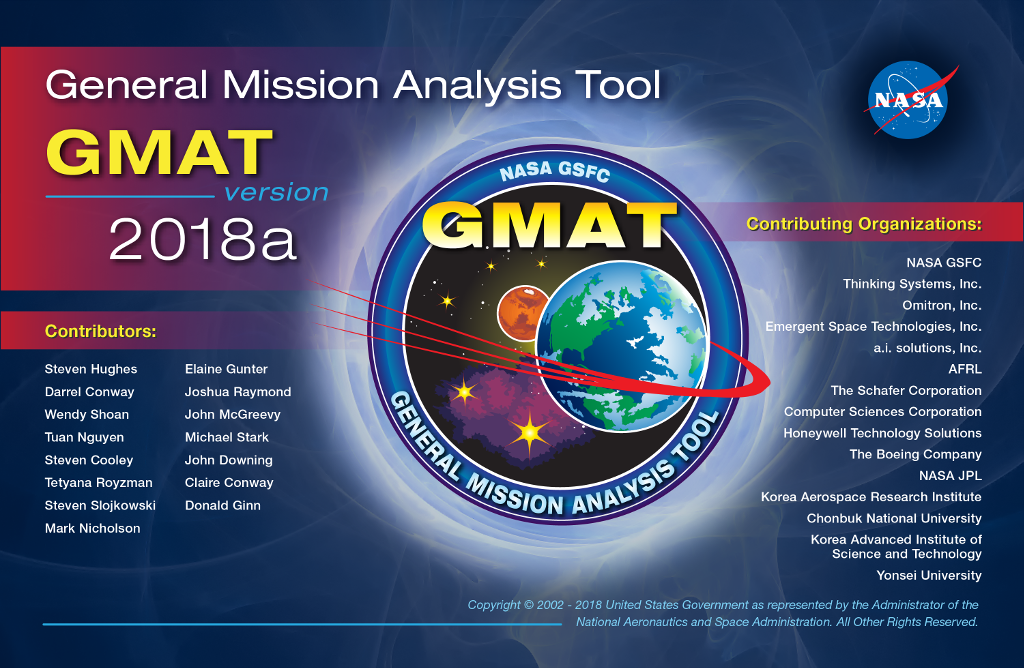 General Mission Analysis Tool
GMAT
version
2018a
NASA
NASA GSFC
GMAT
GENERAL MISSION ANALYSIS TOOL
Contributors:
Steven Hughes
Darrel Conway
Wendy Shoan
Tuan Nguyen
Steven Cooley
Tetyana Royzman
Steven Slojkowski
Mark Nicholson
Elaine Gunter
Joshua Raymond
John McGreevy
Michael Stark
John Downing
Claire Conway
Donald Ginn
Contributing Organizations:
NASA GSFC
Thinking Systems, Inc.
Omitron, Inc.
Emergent Space Technologies, Inc.
a.i. solutions, Inc.
AFRL
The Schafer Corporation
Computer Sciences Corporation
Honeywell Technology Solutions
The Boeing Company
NASA JPL
Korea Aerospace Research Institute
Chonbuk National University
Korea Advanced Institute of
Science and Technology
Yonsei University
Copyright © 2002 - 2018 United States Government as represented by the Administrator of the
National Aeronautics and Space Administration. All Other Rights Reserved.